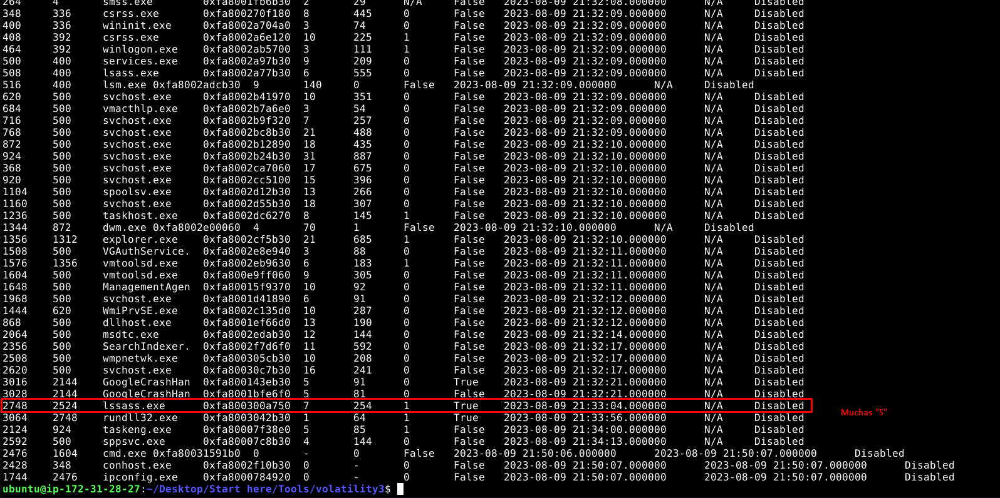 264 4 smss.exe 0xfa8001fb6b30 2 29 N/A False 2023-08-09 21:32:08.000000 N/A Disabled
348 336 csrss.exe 0xfa800270f180 8 445 0 False 2023-08-09 21:32:09.000000 N/A Disabled
400 336 wininit.exe 0xfa8002a704a0 3 74 0 False 2023-08-09 21:32:09.000000 N/A Disabled
408 392 csrss.exe 0xfa8002a6e120 10 225 1 False 2023-08-09 21:32:09.000000 N/A Disabled
464 392 winlogon.exe 0xfa8002ab5700 3 111 1 False 2023-08-09 21:32:09.000000 N/A Disabled
500 400 services.exe 0xfa8002a97b30 9 209 0 False 2023-08-09 21:32:09.000000 N/A Disabled
508 400 lsass.exe 0xfa8002a77b30 6 555 0 False 2023-08-09 21:32:09.000000 N/A Disabled
516 400 lsm.exe 0xfa8002adcb30 9 140 0 False 2023-08-09 21:32:09.000000 N/A Disabled
620 500 svchost.exe 0xfa8002b41970 10 351 0 False 2023-08-09 21:32:09.000000 N/A Disabled
684 500 vmacthlp.exe 0xfa8002b7a6e0 3 54 0 False 2023-08-09 21:32:09.000000 N/A Disabled
716 500 svchost.exe 0xfa8002b9f320 7 257 0 False 2023-08-09 21:32:09.000000 N/A Disabled
768 500 svchost.exe 0xfa8002bc8b30 21 488 0 False 2023-08-09 21:32:09.000000 N/A Disabled
872 500 svchost.exe 0xfa8002b12890 18 435 0 False 2023-08-09 21:32:10.000000 N/A Disabled
924 500 svchost.exe 0xfa8002b24b30 31 887 0 False 2023-08-09 21:32:10.000000 N/A Disabled
368 500 svchost.exe 0xfa8002ca7060 17 675 0 False 2023-08-09 21:32:10.000000 N/A Disabled
920 500 svchost.exe 0xfa8002cc5100 15 396 0 False 2023-08-09 21:32:10.000000 N/A Disabled
1104 500 spoolsv.exe 0xfa8002d12b30 13 266 0 False 2023-08-09 21:32:10.000000 N/A Disabled
1160 500 svchost.exe 0xfa8002d55b30 18 307 0 False 2023-08-09 21:32:10.000000 N/A Disabled
1236 500 taskhost.exe 0xfa8002dc6270 8 145 1 False 2023-08-09 21:32:10.000000 N/A Disabled
1344 872 dwm.exe 0xfa8002e00060 4 70 1 False 2023-08-09 21:32:10.000000 N/A Disabled
1356 1312 explorer.exe 0xfa8002cf5b30 21 685 1 False 2023-08-09 21:32:10.000000 N/A Disabled
1508 500 VGAuthService. 0xfa8002e8e940 3 88 0 False 2023-08-09 21:32:11.000000 N/A Disabled
1576 1356 vmtoolsd.exe 0xfa8002eb9630 6 183 1 False 2023-08-09 21:32:11.000000 N/A Disabled
1604 500 vmtoolsd.exe 0xfa800e9ff060 9 305 0 False 2023-08-09 21:32:11.000000 N/A Disabled
1648 500 ManagementAgen 0xfa80015f9370 10 92 0 False 2023-08-09 21:32:11.000000 N/A Disabled
1968 500 svchost.exe 0xfa8001d41890 6 91 0 False 2023-08-09 21:32:12.000000 N/A Disabled
1444 620 WmiPrvSE.exe 0xfa8002c135d0 10 287 0 False 2023-08-09 21:32:12.000000 N/A Disabled
868 500 dllhost.exe 0xfa8001ef66d0 13 190 0 False 2023-08-09 21:32:12.000000 N/A Disabled
2064 500 msdtc.exe 0xfa8002edab30 12 144 0 False 2023-08-09 21:32:14.000000 N/A Disabled
2356 500 SearchIndexer. 0xfa8002f7d6f0 11 592 0 False 2023-08-09 21:32:17.000000 N/A Disabled
2508 500 wmpnetwk.exe 0xfa800305cb30 10 208 0 False 2023-08-09 21:32:17.000000 N/A Disabled
2620 500 svchost.exe 0xfa80030c7b30 16 241 0 False 2023-08-09 21:32:17.000000 N/A Disabled
3016 2144 GoogleCrashHan 0xfa800143eb30 5 91 0 True 2023-08-09 21:32:21.000000 N/A Disabled
3028 2144 GoogleCrashHan 0xfa8001bfe6f0 5 81 0 False 2023-08-09 21:32:21.000000 N/A Disabled
2748 2524 lssass.exe 0xfa800300a750 7 254 1 True 2023-08-09 21:33:04.000000 N/A Disabled
Muchas "S"
3064 2748 rundll32.exe 0xfa8003042b30 1 64 1 True 2023-08-09 21:33:56.000000 N/A Disabled
2124 924 taskeng.exe 0xfa80007f38e0 5 85 1 False 2023-08-09 21:34:00.000000 N/A Disabled
2592 500 sppsvc.exe 0xfa80007c8b30 4 144 0 False 2023-08-09 21:34:13.000000 N/A Disabled
2476 1604 cmd.exe 0xfa80031591b0 0 - 0 False 2023-08-09 21:50:06.000000 2023-08-09 21:50:07.000000 Disabled
2428 348 conhost.exe 0xfa8002f10b30 0 - 0 False 2023-08-09 21:50:07.000000 2023-08-09 21:50:07.000000 Disabled
1744 2476 ipconfig.exe 0xfa8000784920 0 - 0 False 2023-08-09 21:50:07.000000 2023-08-09 21:50:07.000000 Disabled
ubuntu@ip-172-31-28-27:~/Desktop/Start here/Tools/volatility3$